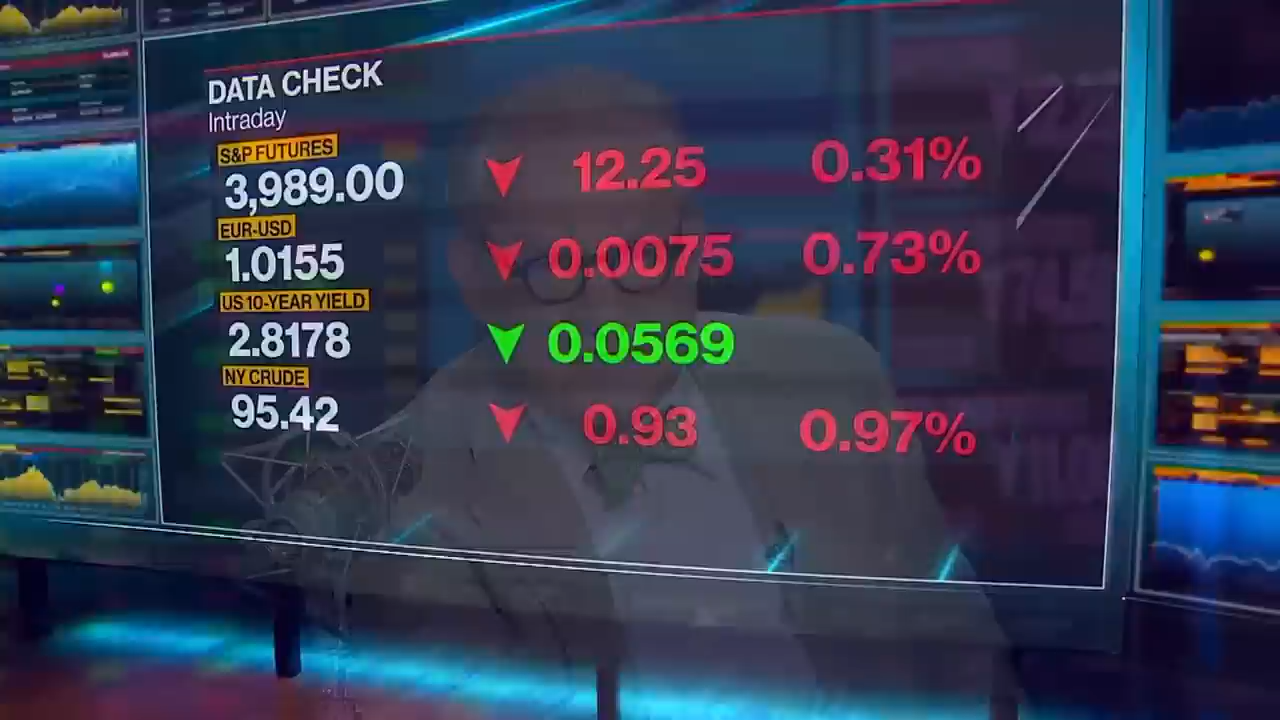 DATA CHECK
Intraday
S&P FUTURES
3,989.00 12.25 0.31%
EUR-USD
1.0155 0.0075 0.73%
US 10-YEAR YIELD
2.8178 0.0569
NY CRUDE
95.42 0.93 0.97%